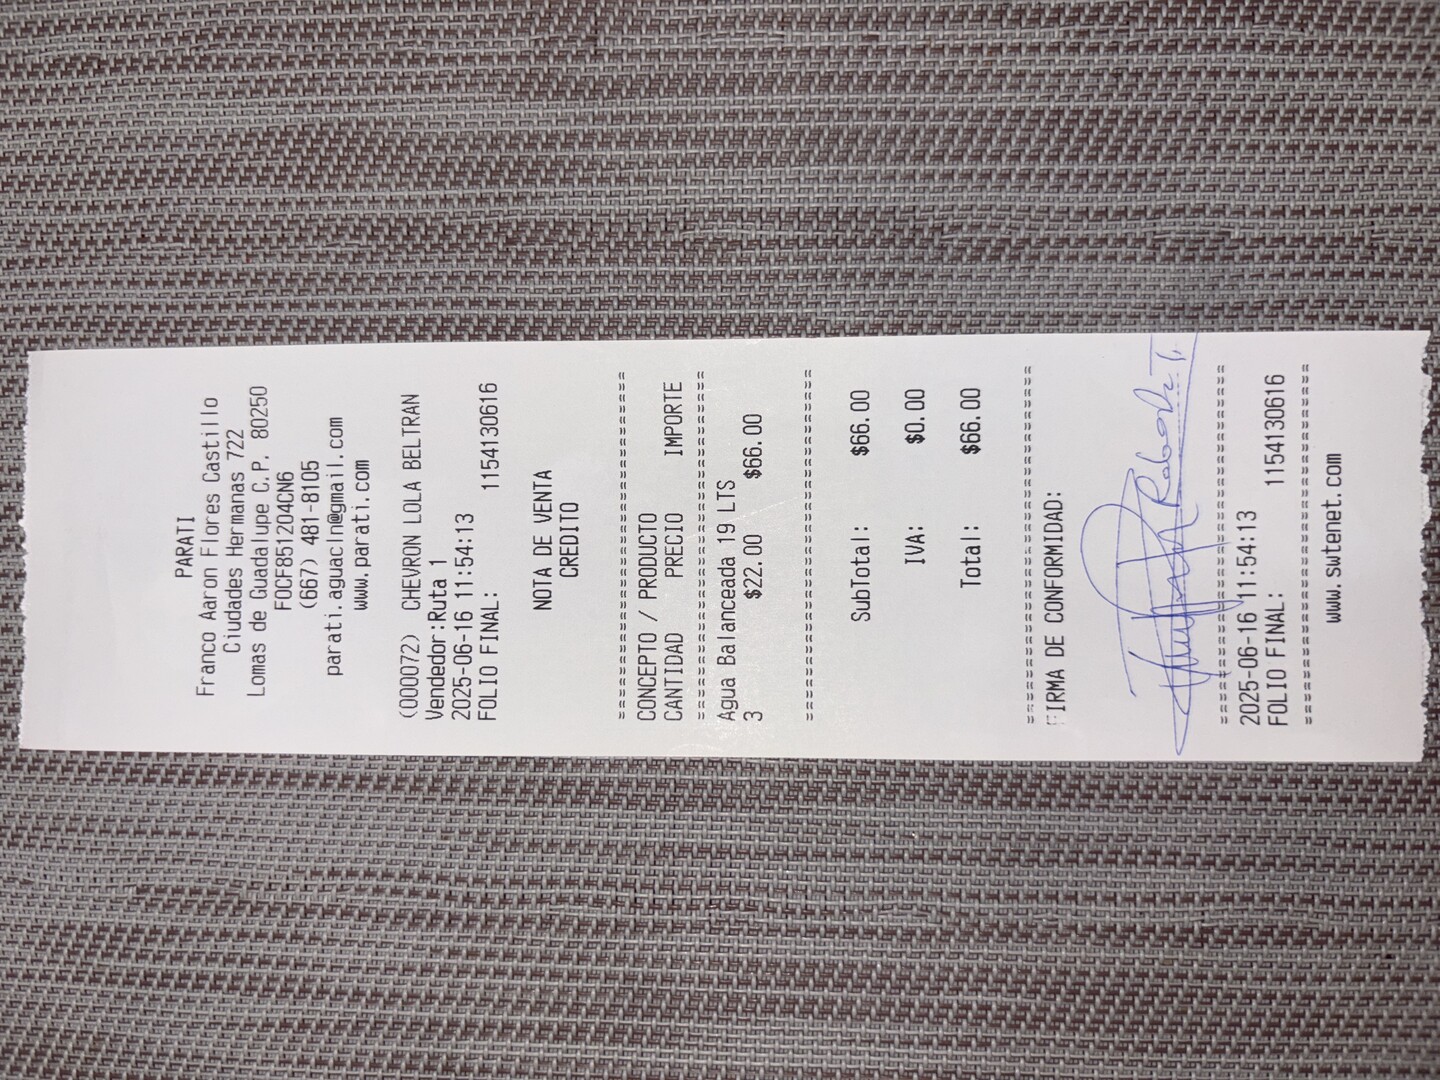 PARATI
Franco Aaron Flores Castillo
Ciudades Hermanas 722
Lomas de Guadalupe C.P. 80250
FOCF851204CN6
(667) 481-8105
parati.aguacln@gmail.com
www.parati.com
(000072) CHEVRON LOLA BELTRAN
Vendedor:Ruta 1
2025-06-16 11:54:13
FOLIO FINAL: 1154130616
NOTA DE VENTA
CREDITO
==============================
CONCEPTO / PRODUCTO
CANTIDAD PRECIO IMPORTE
==============================
Agua Balanceada 19 LTS
3 $22.00 $66.00
==============================
SubTotal: $66.00
IVA: $0.00
Total: $66.00
==============================
FIRMA DE CONFORMIDAD:
==============================
2025-06-16 11:54:13
FOLIO FINAL: 1154130616
==============================
www.swtenet.com